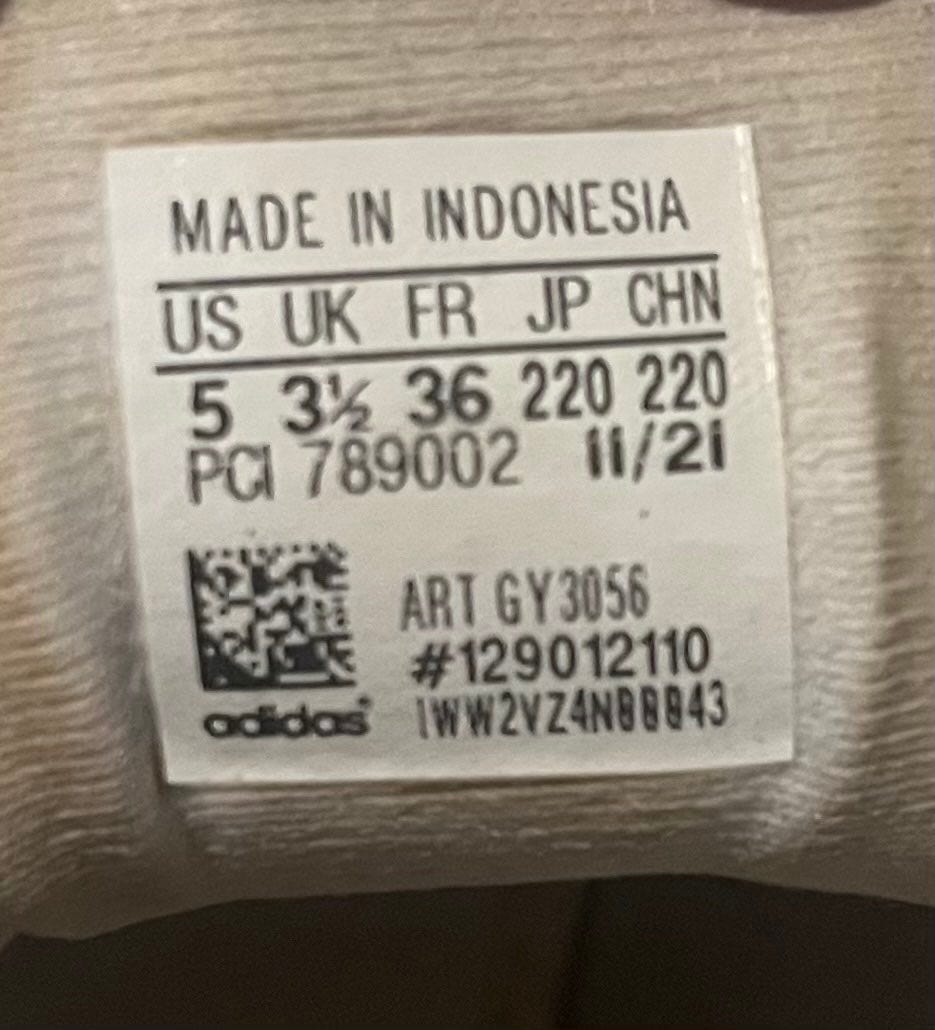 MADE IN INDONESIA
US UK FR JP CHN
5 3½ 36 220 220
PCI 789002 11/21
ART GY3056
#129012110
adidas